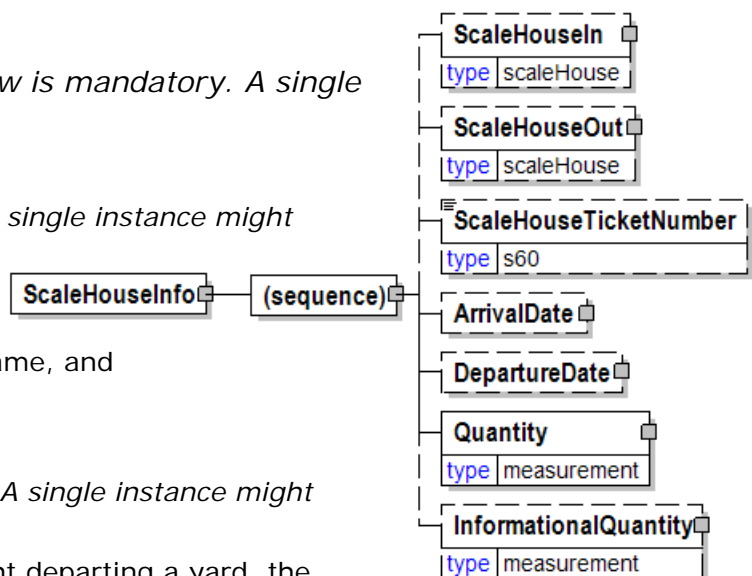 w is mandatory. A single
single instance might
ame, and
A single instance might
nt departing a yard, the
ScaleHouseInfo
(sequence)
ScaleHouseIn
type scaleHouse
ScaleHouseOut
type scaleHouse
ScaleHouseTicketNumber
type s60
ArrivalDate
DepartureDate
Quantity
type measurement
InformationalQuantity
type measurement